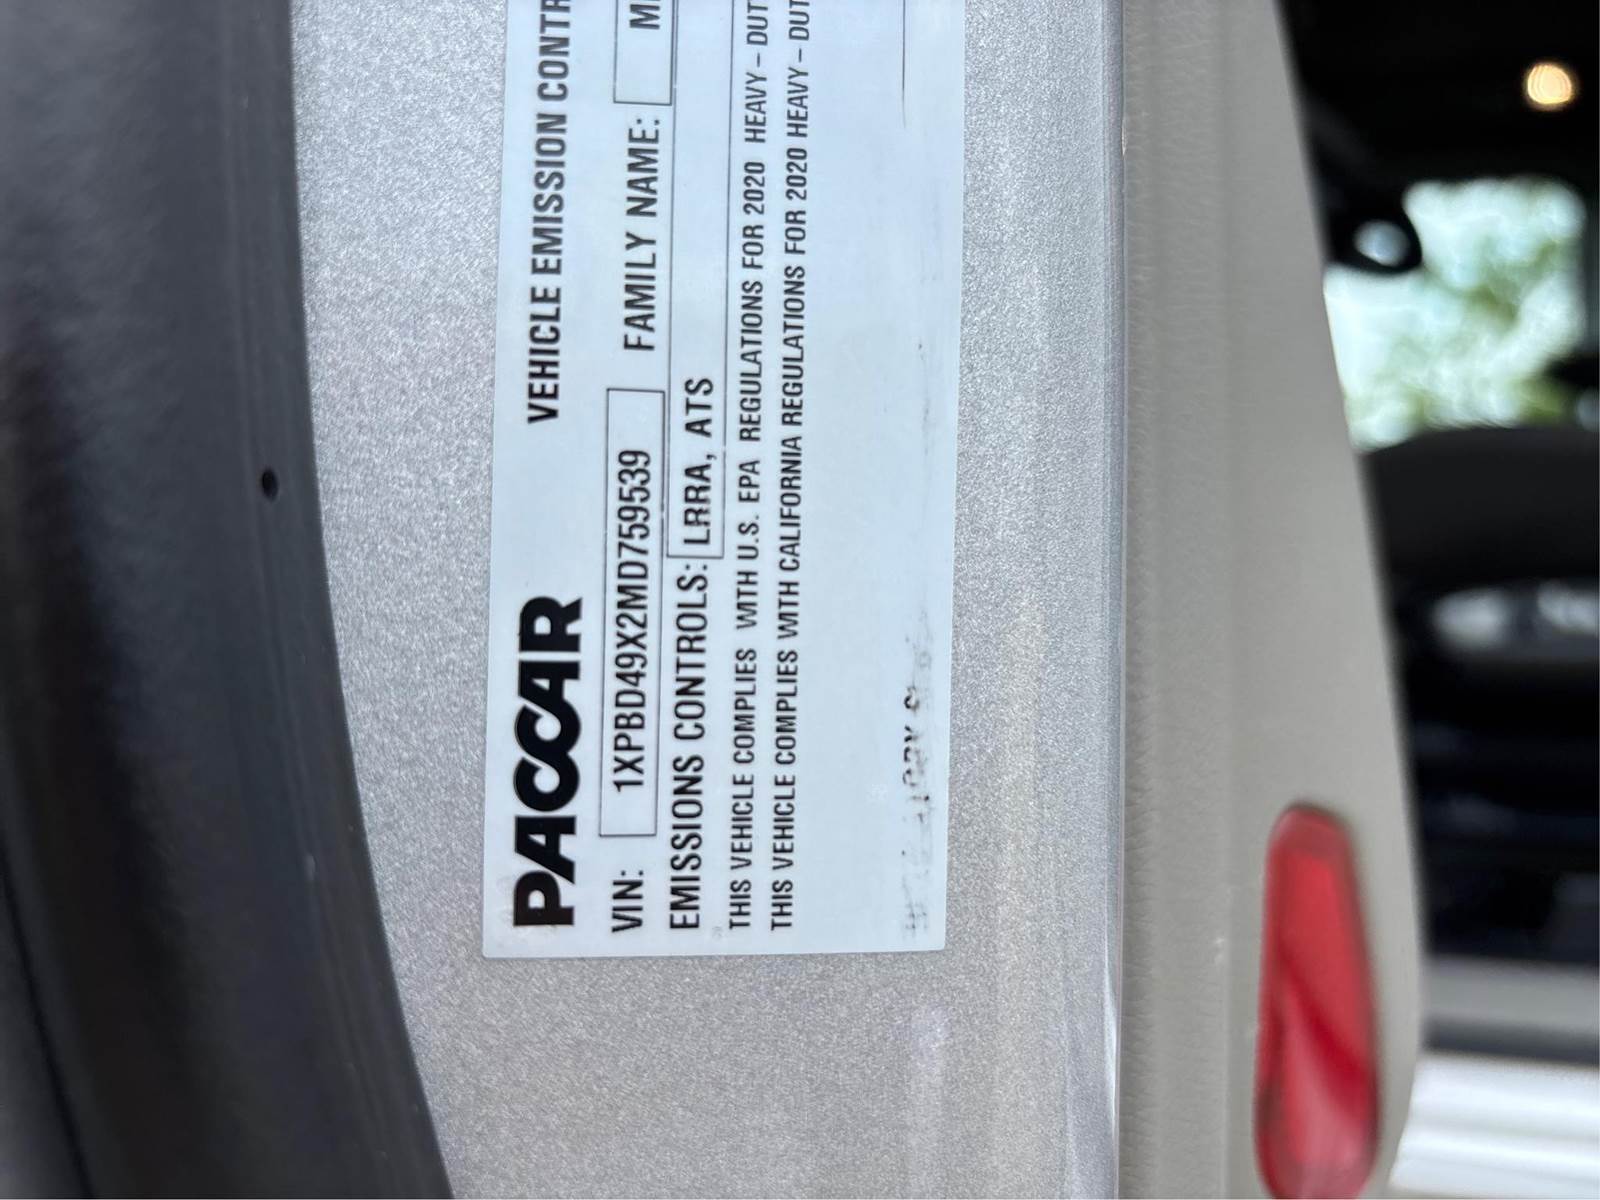 PACCAR
VEHICLE EMISSION CONTR
VIN: 1XPBD49X2MD759539 FAMILY NAME:
EMISSIONS CONTROLS: LRRA, ATS
THIS VEHICLE COMPLIES WITH U.S. EPA REGULATIONS FOR 2020 HEAVY-DUT
THIS VEHICLE COMPLIES WITH CALIFORNIA REGULATIONS FOR 2020 HEAVY-DUT